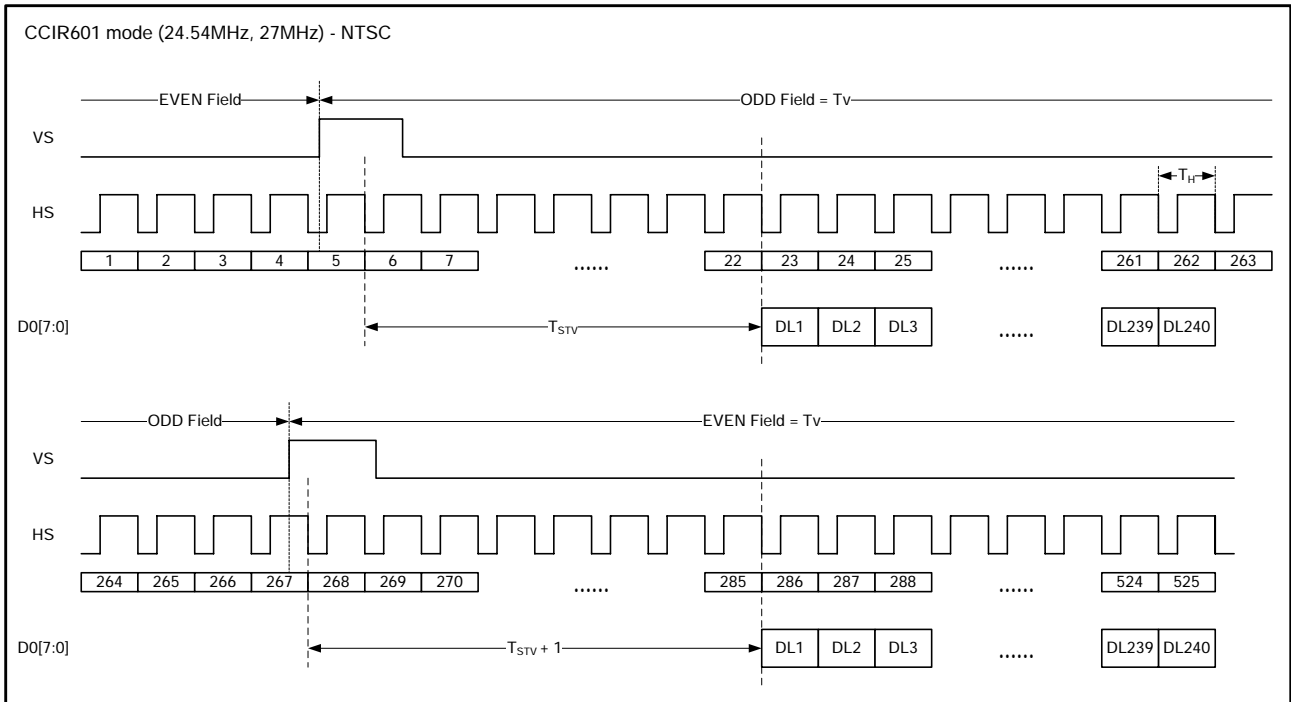 CCIR601 mode (24.54MHz, 27MHz) - NTSC
EVEN Field ODD Field = Tv
VS
T_H
HS
1 2 3 4 5 6 7 ...... 22 23 24 25 ...... 261 262 263
D0[7:0] T_STV DL1 DL2 DL3 ...... DL239 DL240
ODD Field EVEN Field = Tv
VS
HS
264 265 266 267 268 269 270 ...... 285 286 287 288 ...... 524 525
D0[7:0] T_STV + 1 DL1 DL2 DL3 ...... DL239 DL240